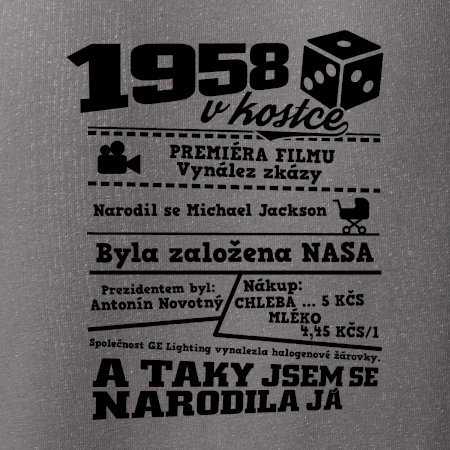 1958
v kostce
PREMIÉRA FILMU
Vynález zkázy
Narodil se Michael Jackson
Byla založena NASA
Prezidentem byl:
Antonín Novotný
Nákup:
CHLEBA ... 5 KČS
MLÉKO
4,45 KČS/1
Společnost GE Lighting vynalezla halogenové žárovky.
A TAKY JSEM SE
NARODILA JÁ